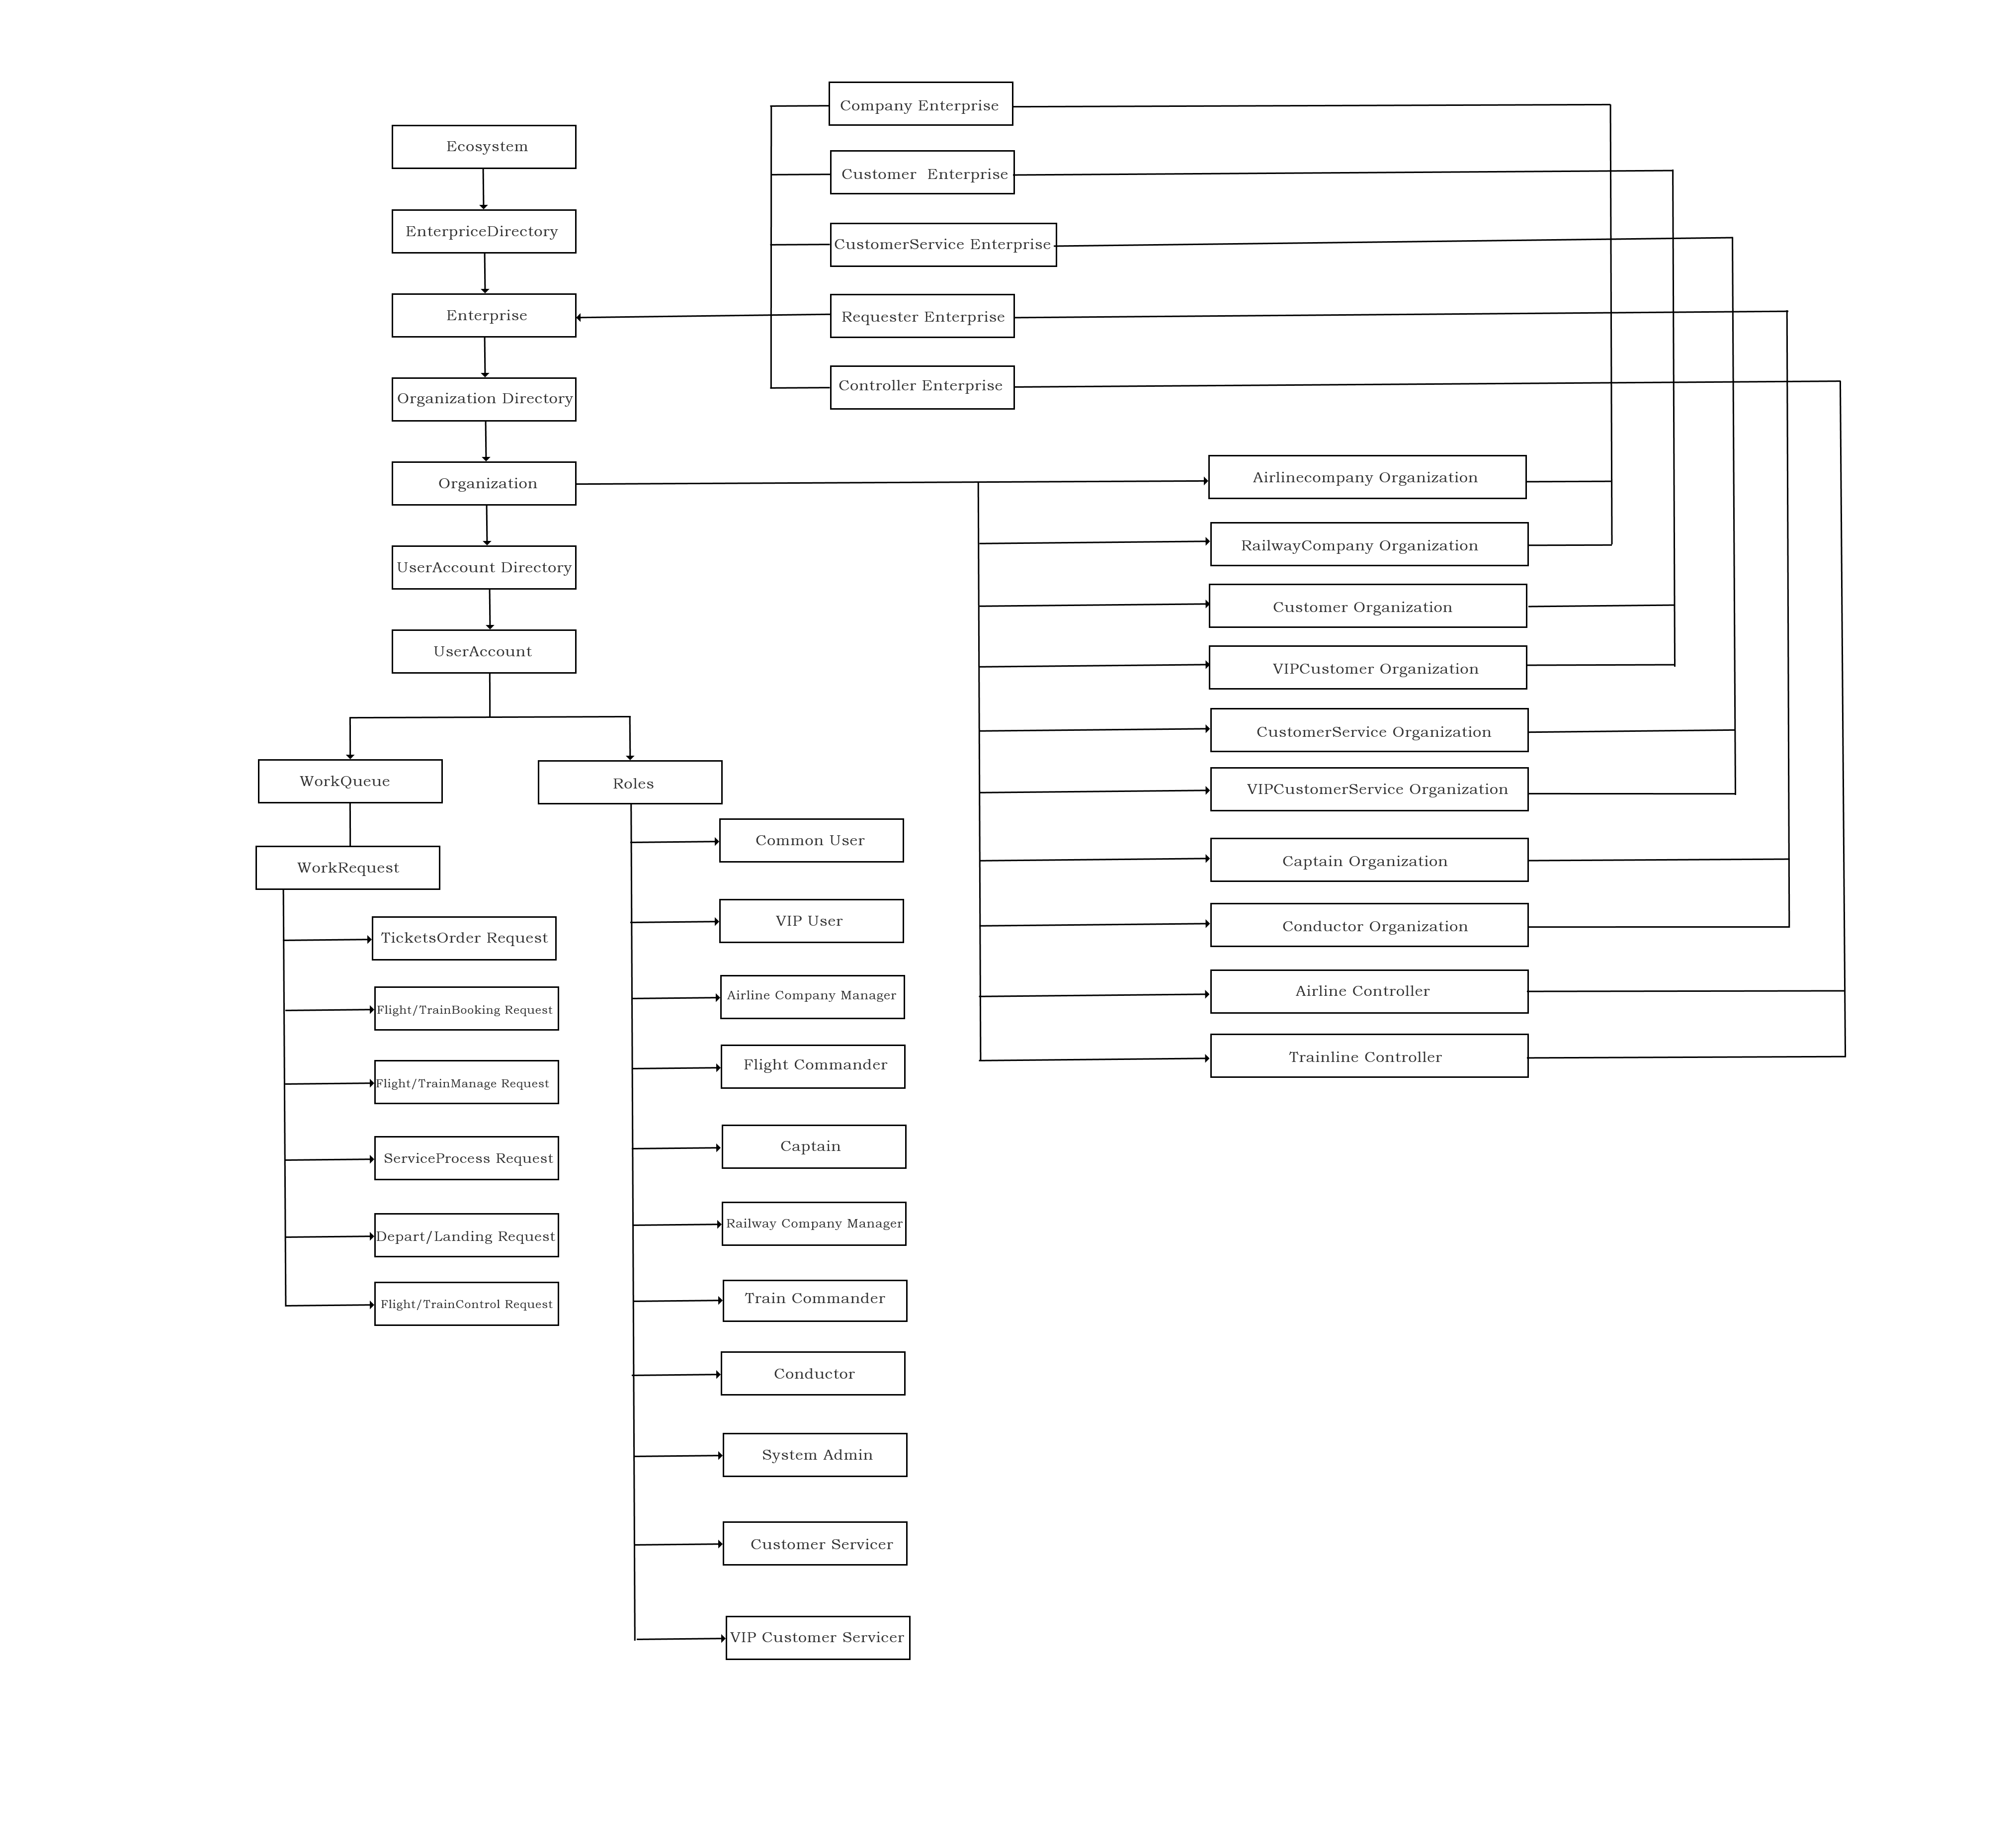 Company Enterprise
Ecosystem
Customer  Enterprise
EnterpriceDirectory
CustomerService Enterprise
Enterprise
Requester Enterprise
Controller Enterprise
Organization Directory
Organization
Airlinecompany Organization
RailwayCompany Organization
UserAccount Directory
Customer Organization
UserAccount
VIPCustomer Organization
CustomerService Organization
WorkQueue
Roles
VIPCustomerService Organization
Common User
WorkRequest
Captain Organization
VIP User
Conductor Organization
TicketsOrder Request
Airline Company Manager
Airline Controller
Flight/TrainBooking Request
Flight Commander
Trainline Controller
Flight/TrainManage Request
Captain
ServiceProcess Request
Railway Company Manager
Depart/Landing Request
Train Commander
Flight/TrainControl Request
Conductor
System Admin
Customer Servicer
VIP Customer Servicer